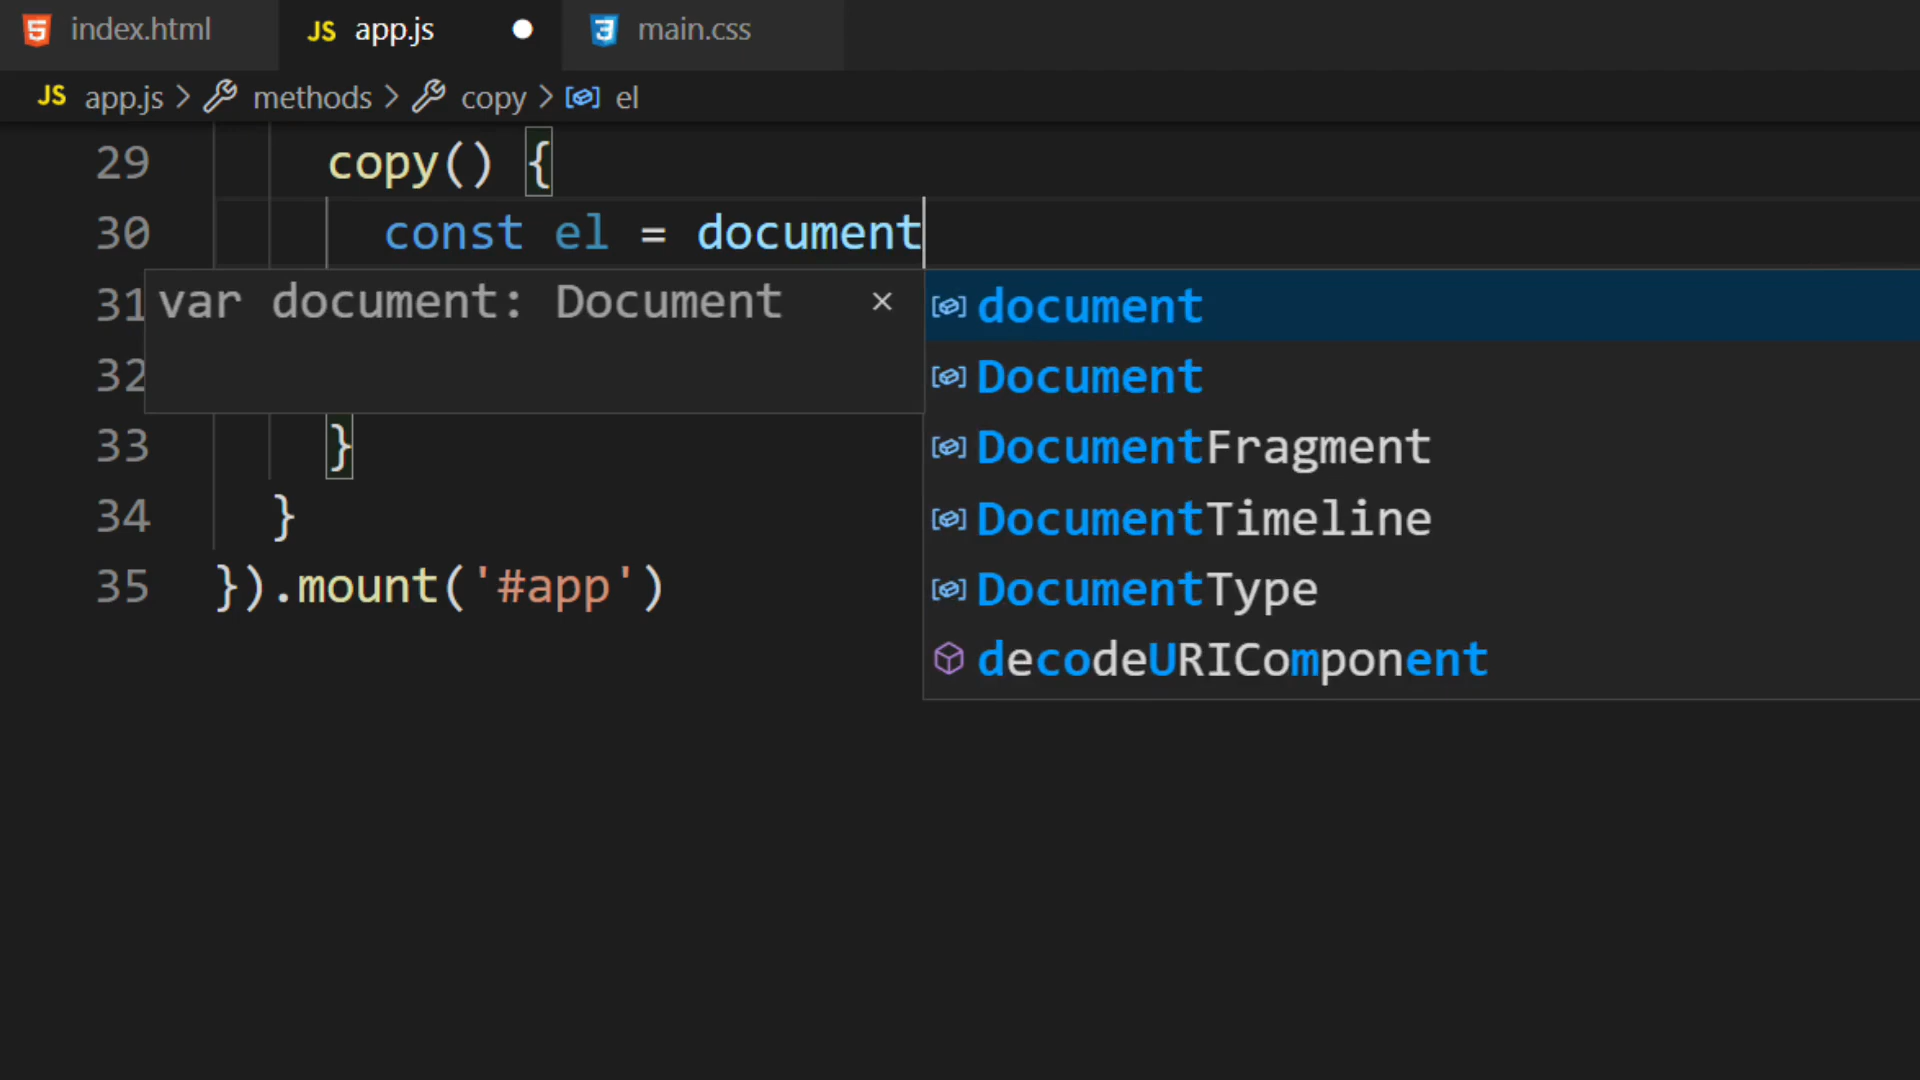 index.html JS app.js main.css
JS app.js > methods > copy > el
29 copy() {
30 const el = document
31 var document: Document × document
32 Document
33 } DocumentFragment
34 } DocumentTimeline
35 }).mount('#app') DocumentType
decodeURIComponent